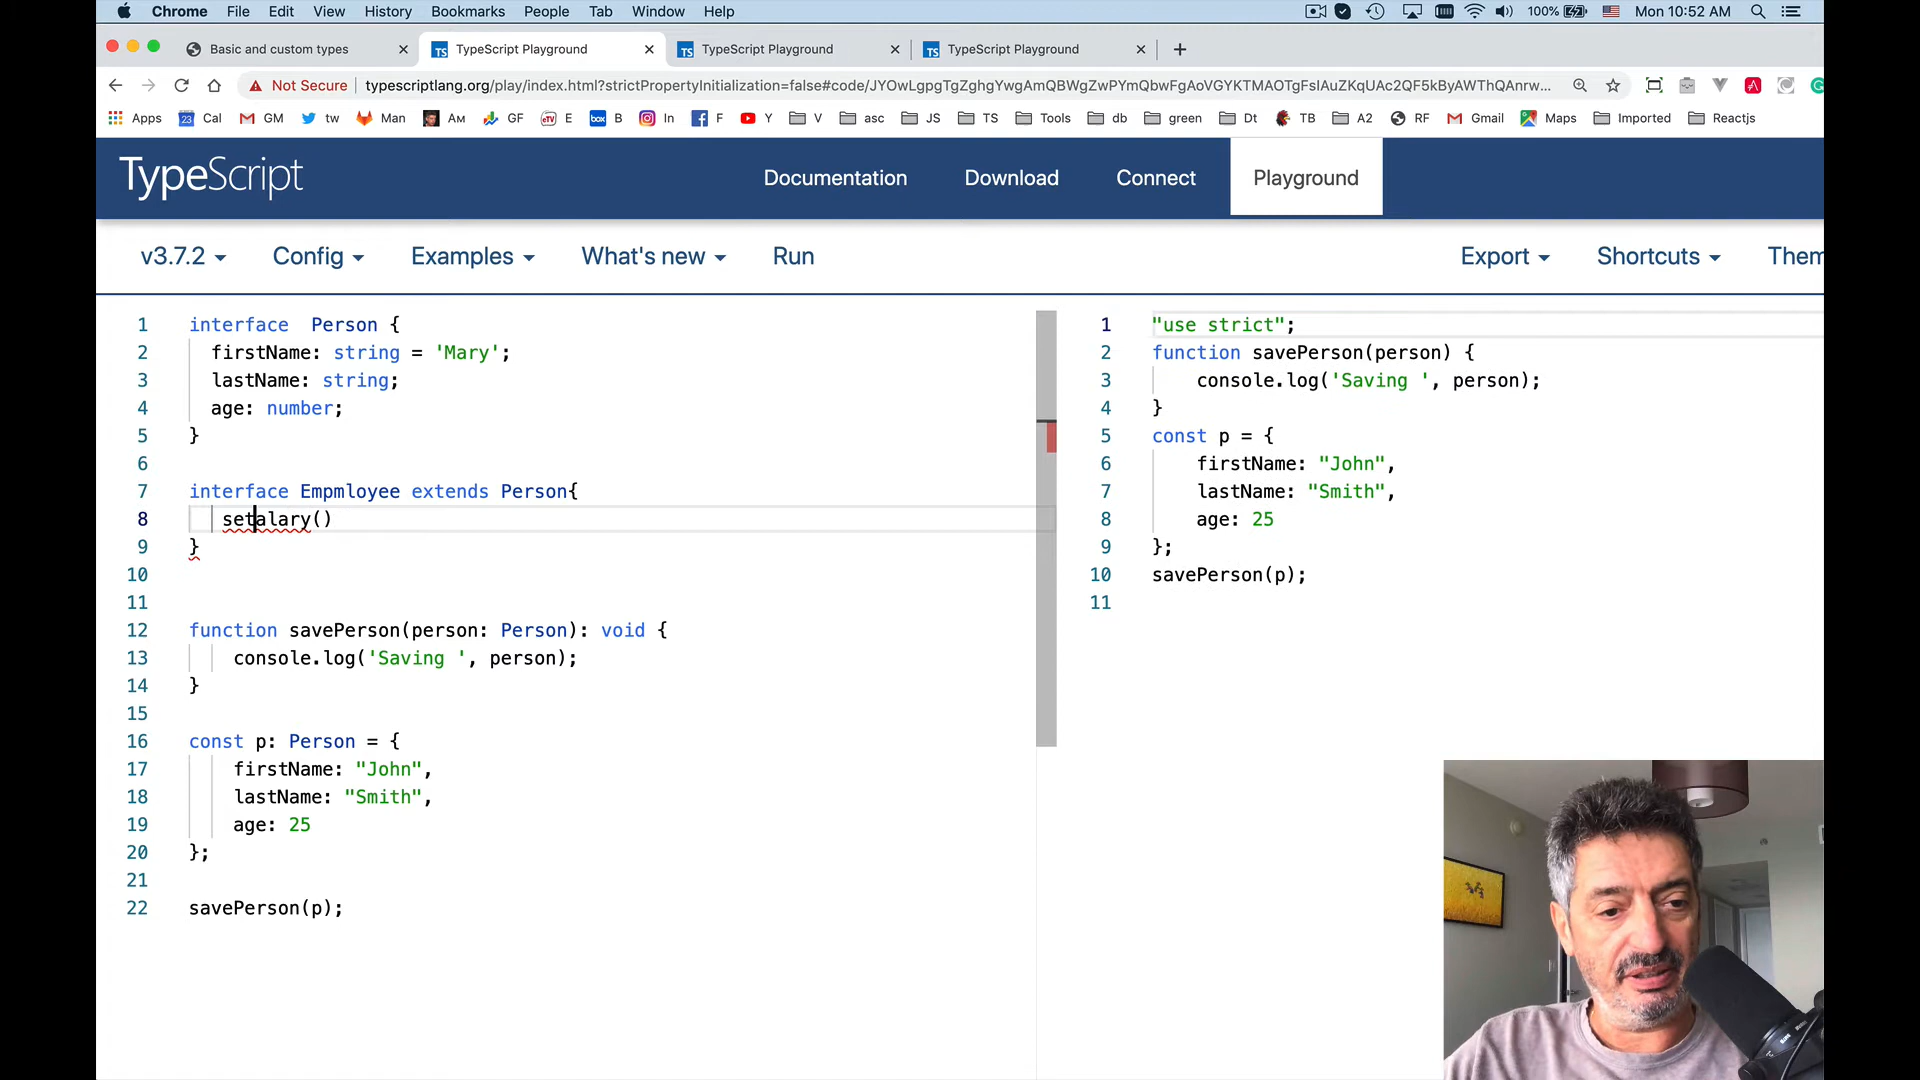 Chrome File Edit View History Bookmarks People Tab Window Help 100% Mon 10:52 AM
Basic and custom types TS TypeScript Playground TS TypeScript Playground TS TypeScript Playground
Not Secure typescriptlang.org/play/index.html?strictPropertyInitialization=false#code/JYOwLgpgTgZghgYwgAmQBWgZwPYmQbwFgAoVGYKTMAOTgFsIAuZKqUAc2QF5kByAWThQAnrw...
Apps Cal GM tw Man Ам GF E B In F Y V asc JS TS Tools db green Dt TB A2 RF Gmail Maps Imported Reactjs
TypeScript Documentation Download Connect Playground
v3.7.2 Config Examples What's new Run Export Shortcuts Them
1 interface  Person {
2 firstName: string = 'Mary';
3 lastName: string;
4 age: number;
5 }
6
7 interface Empmloyee extends Person{
8 setalary()
9 }
10
11
12 function savePerson(person: Person): void {
13 console.log('Saving ', person);
14 }
15
16 const p: Person = {
17 firstName: "John",
18 lastName: "Smith",
19 age: 25
20 };
21
22 savePerson(p);
1 "use strict";
2 function savePerson(person) {
3 console.log('Saving ', person);
4 }
5 const p = {
6 firstName: "John",
7 lastName: "Smith",
8 age: 25
9 };
10 savePerson(p);
11